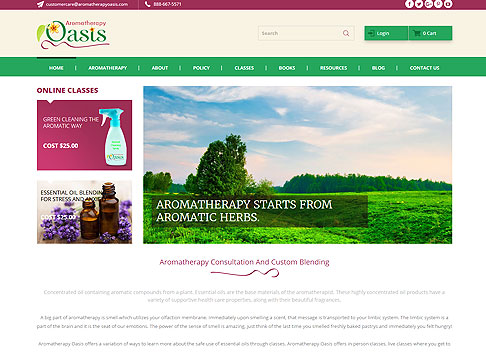 customercare@aromatherapyoasis.com
888-667-5571
Aromatherapy
Oasis
Search
Login
0 Cart
HOME
AROMATHERAPY
ABOUT
POLICY
CLASSES
BOOKS
RESOURCES
BLOG
CONTACT US
ONLINE CLASSES
GREEN CLEANING THE
AROMATIC WAY
COST $25.00
Oasis
ESSENTIAL OIL BLENDING
FOR STRESS AND ANXIETY
COST $25.00
AROMATHERAPY STARTS FROM
AROMATIC HERBS.
Aromatherapy Consultation And Custom Blending
Concentrated oil containing aromatic compounds from a plant. Essential oils are the base materials of the aromatherapist. These highly concentrated oil products have a
variety of supportive health care properties, along with their beautiful fragrances.
A big part of aromatherapy is smell which utilizes your olfaction membrane. Immediately upon smelling a scent, that message is transported to your limbic system. The limbic system is a
part of the brain and it is the seat of our emotions. The power of the sense of smell is amazing, just think of the last time you smelled freshly baked pastrys and immediately you felt hungry!
Aromatherapy Oasis offers a variation of ways to learn more about the safe use of essential oils through classes. Aromatherapy Oasis offers in person classes, live classes where you get to